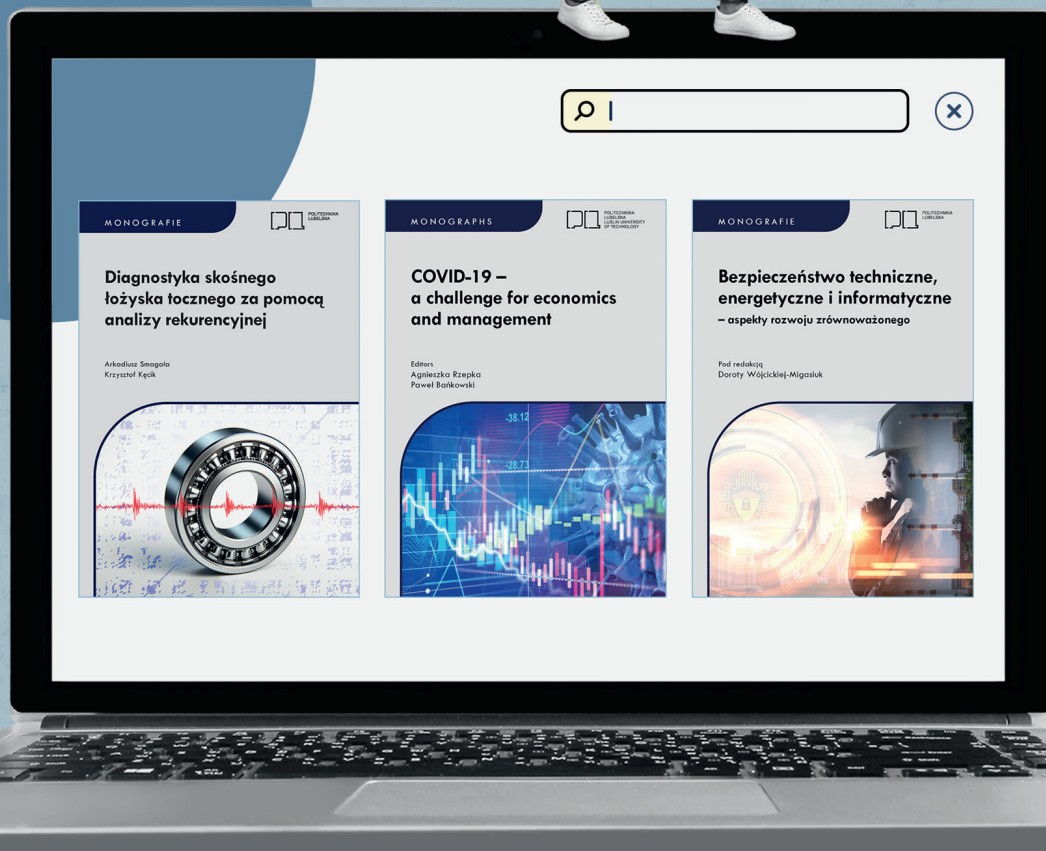 MONOGRAFIE
POLITECHNIKA
LUBELSKA
Diagnostyka skośnego
łożyska tocznego za pomocą
analizy rekurencyjnej
Arkadiusz Smagała
Krzysztof Kęcik
MONOGRAPHS
POLITECHNIKA
LUBELSKA
LUBLIN UNIVERSITY
OF TECHNOLOGY
COVID-19 –
a challenge for economics
and management
Editors
Agnieszka Rzepka
Paweł Bańkowski
-38.12
-28.73
MONOGRAFIE
POLITECHNIKA
LUBELSKA
Bezpieczeństwo techniczne,
energetyczne i informatyczne
– aspekty rozwoju zrównoważonego
Pod redakcją
Doroty Wójcickiej-Migasiuk